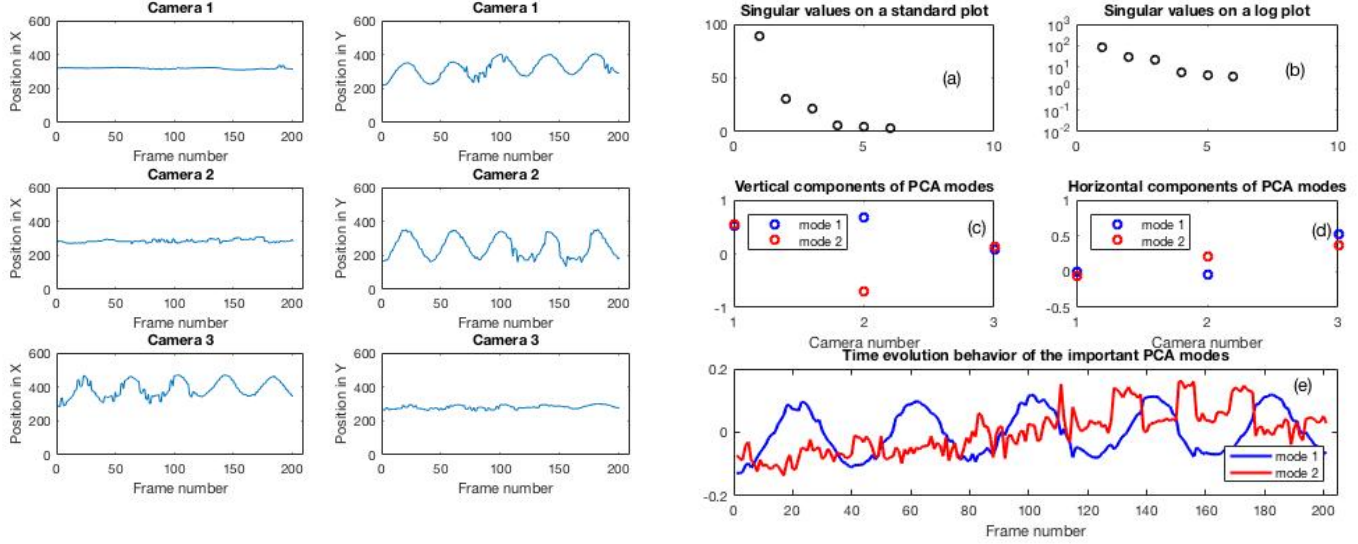 Camera 1
Position in X
600
400
200
0
0 50 100 150 200
Frame number
Camera 1
Position in Y
600
400
200
0
0 50 100 150 200
Frame number
Camera 2
Position in X
600
400
200
0
0 50 100 150 200
Frame number
Camera 2
Position in Y
600
400
200
0
0 50 100 150 200
Frame number
Camera 3
Position in X
600
400
200
0
0 50 100 150 200
Frame number
Camera 3
Position in Y
600
400
200
0
0 50 100 150 200
Frame number
Singular values on a standard plot
100
50
0
0 5 10
(a)
Singular values on a log plot
10³
10²
10¹
10⁰
10⁻¹
10⁻²
0 5 10
(b)
Vertical components of PCA modes
1
0
-1
mode 1
mode 2
(c)
1 2 3
Camera number
Horizontal components of PCA modes
1
0.5
0
-0.5
mode 1
mode 2
(d)
1 2 3
Camera number
Time evolution behavior of the important PCA modes
0.2
0
-0.2
(e)
mode 1
mode 2
0 20 40 60 80 100 120 140 160 180 200
Frame number